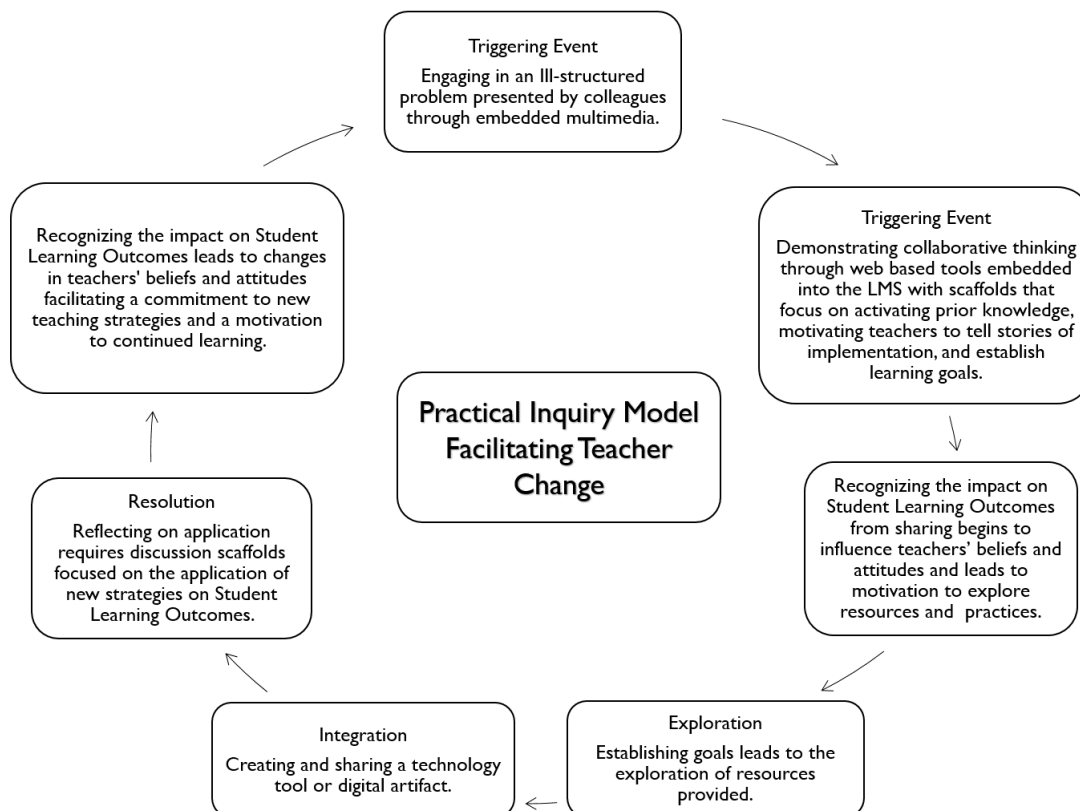 Triggering Event
Engaging in an Ill-structured
problem presented by colleagues
through embedded multimedia.
Triggering Event
Demonstrating collaborative thinking
through web based tools embedded
into the LMS with scaffolds that
focus on activating prior knowledge,
motivating teachers to tell stories of
implementation, and establish
learning goals.
Recognizing the impact on
Student Learning Outcomes
from sharing begins to
influence teachers’ beliefs and
attitudes and leads to
motivation to explore
resources and practices.
Exploration
Establishing goals leads to the
exploration of resources
provided.
Integration
Creating and sharing a technology
tool or digital artifact.
Resolution
Reflecting on application
requires discussion scaffolds
focused on the application of
new strategies on Student
Learning Outcomes.
Recognizing the impact on Student
Learning Outcomes leads to changes
in teachers' beliefs and attitudes
facilitating a commitment to new
teaching strategies and a motivation
to continued learning.
Practical Inquiry Model
Facilitating Teacher
Change